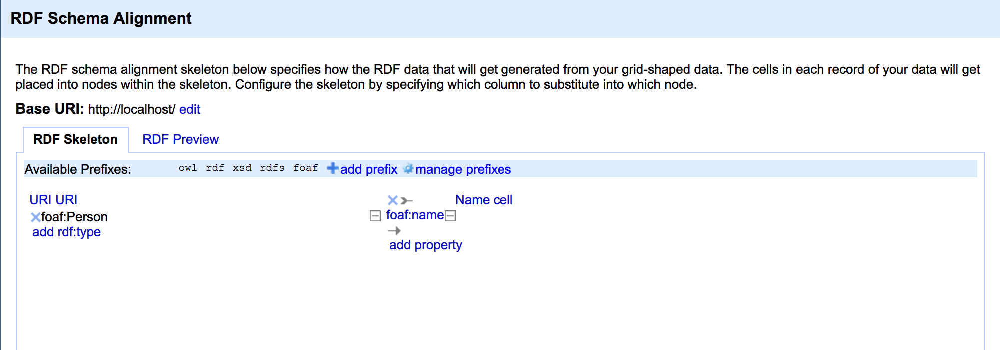 RDF Schema Alignment
The RDF schema alignment skeleton below specifies how the RDF data that will get generated from your grid-shaped data. The cells in each record of your data will get
placed into nodes within the skeleton. Configure the skeleton by specifying which column to substitute into which node.
Base URI: http://localhost/ edit
RDF Skeleton RDF Preview
Available Prefixes: owl rdf xsd rdfs foaf add prefix manage prefixes
URI URI
foaf:Person
add rdf:type
Name cell
foaf:name
add property